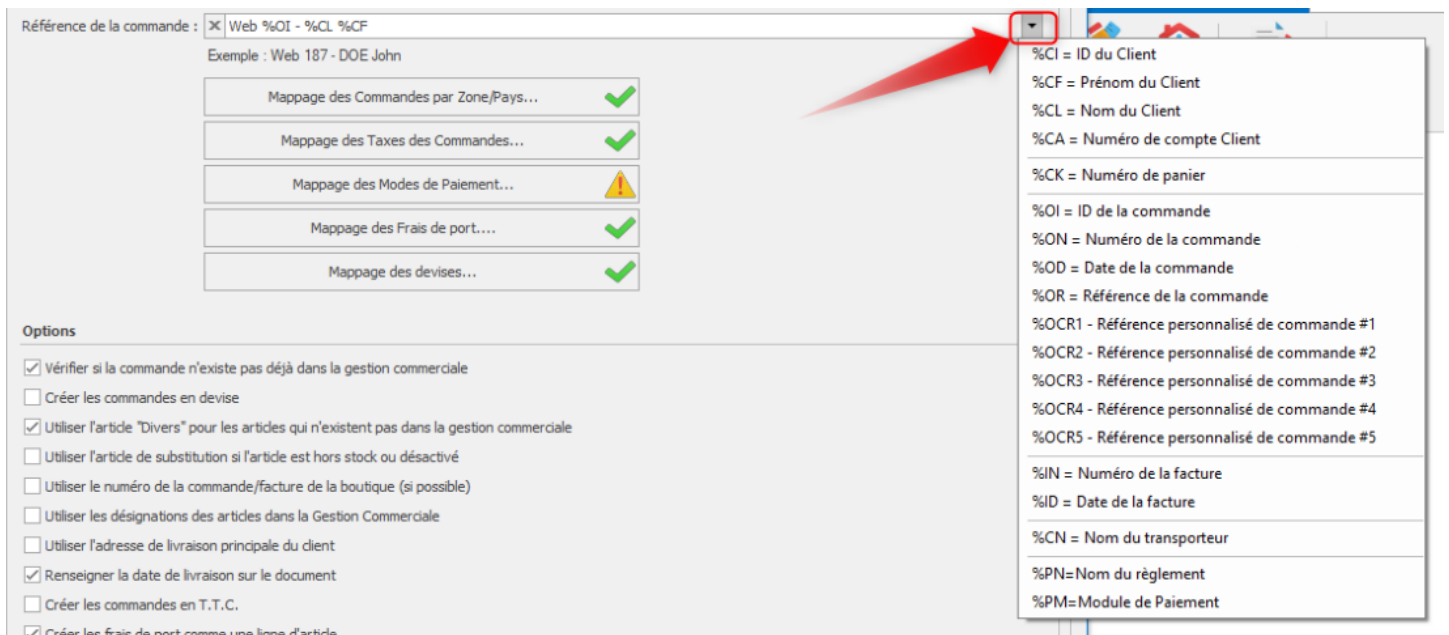 Référence de la commande : Web %OI - %CL %CF
Exemple : Web 187 - DOE John
Mappage des Commandes par Zone/Pays...
Mappage des Taxes des Commandes...
Mappage des Modes de Paiement...
Mappage des Frais de port....
Mappage des devises...
Options
Vérifier si la commande n'existe pas déjà dans la gestion commerciale
Créer les commandes en devise
Utiliser l'article "Divers" pour les articles qui n'existent pas dans la gestion commerciale
Utiliser l'article de substitution si l'article est hors stock ou désactivé
Utiliser le numéro de la commande/facture de la boutique (si possible)
Utiliser les désignations des articles dans la Gestion Commerciale
Utiliser l'adresse de livraison principale du client
Renseigner la date de livraison sur le document
Créer les commandes en T.T.C.
Créer les frais de port comme une ligne d'article
%CI = ID du Client
%CF = Prénom du Client
%CL = Nom du Client
%CA = Numéro de compte Client
%CK = Numéro de panier
%OI = ID de la commande
%ON = Numéro de la commande
%OD = Date de la commande
%OR = Référence de la commande
%OCR1 - Référence personnalisé de commande #1
%OCR2 - Référence personnalisé de commande #2
%OCR3 - Référence personnalisé de commande #3
%OCR4 - Référence personnalisé de commande #4
%OCR5 - Référence personnalisé de commande #5
%IN = Numéro de la facture
%ID = Date de la facture
%CN = Nom du transporteur
%PN=Nom du règlement
%PM=Module de Paiement